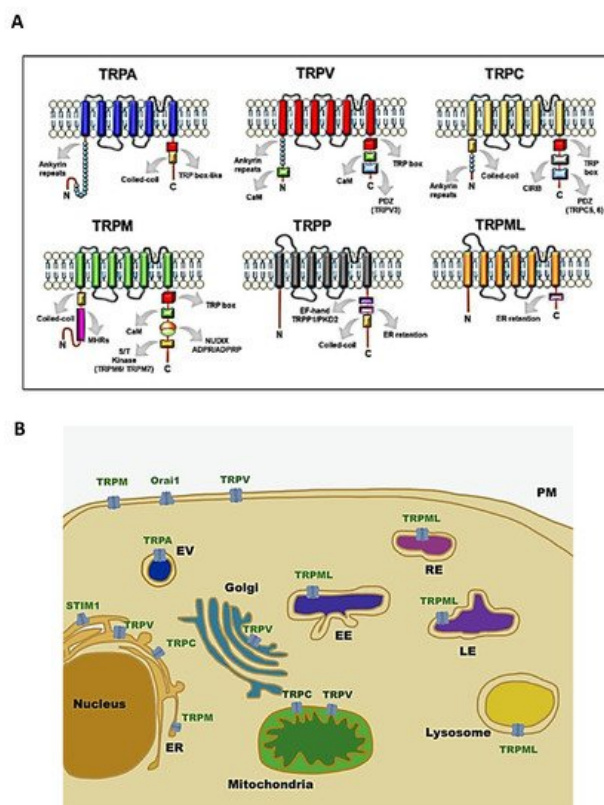 A
TRPA
TRPV
TRPC
Ankyrin
repeats
N
Coiled-coil
C
TRP box-like
CaM
N
CaM
C
TRP box
PDZ
(TRPV3)
Ankyrin
repeats
N
Coiled-coil
CIRB
C
TRP
box
PDZ
(TRPC5, 6)
TRPM
TRPP
TRPML
Coiled-coil
N
MHRs
CaM
S/T
Kinase
(TRPM6/ TRPM7)
C
TRP box
NUDIX
ADPR/ADPRP
N
EF-hand
TRPP1/PKD2
Coiled-coil
C
ER retention
N
ER retention
C
B
TRPM
Orai1
TRPV
PM
TRPA
EV
TRPML
RE
Golgi
TRPML
EE
TRPML
LE
STIM1
TRPV
TRPC
TRPV
Nucleus
TRPM
ER
TRPC
TRPV
Mitochondria
Lysosome
TRPML